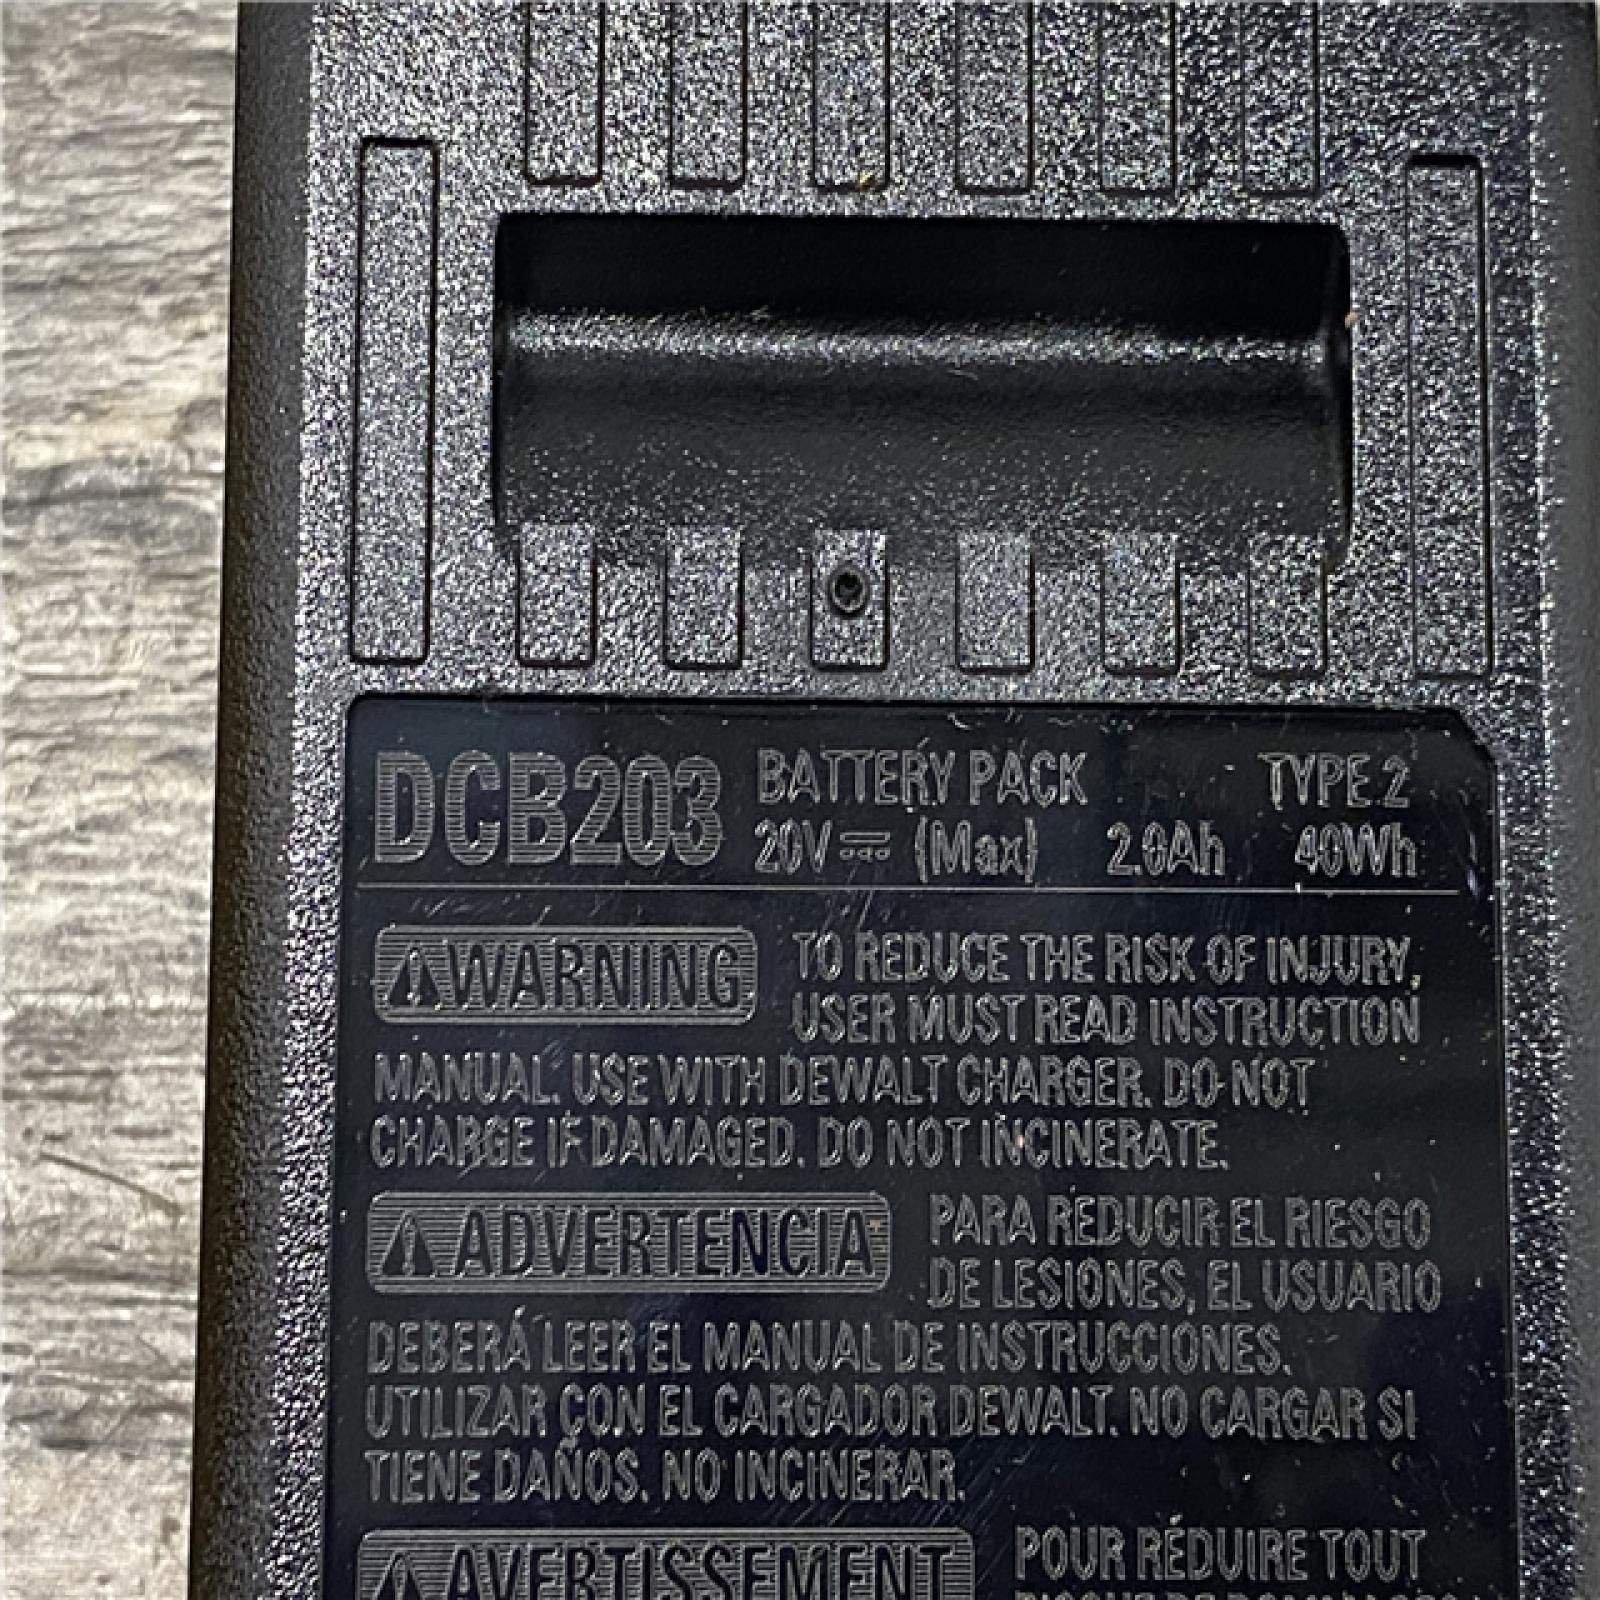 DCB203 BATTERY PACK TYPE 2
20V⎓ (Max) 2.0Ah 40Wh
⚠WARNING TO REDUCE THE RISK OF INJURY,
USER MUST READ INSTRUCTION
MANUAL. USE WITH DEWALT CHARGER. DO NOT
CHARGE IF DAMAGED. DO NOT INCINERATE.
⚠ADVERTENCIA PARA REDUCIR EL RIESGO
DE LESIONES, EL USUARIO
DEBERÁ LEER EL MANUAL DE INSTRUCCIONES.
UTILIZAR CON EL CARGADOR DEWALT. NO CARGAR SI
TIENE DAÑOS. NO INCINERAR.
⚠AVERTISSEMENT POUR RÉDUIRE TOUT